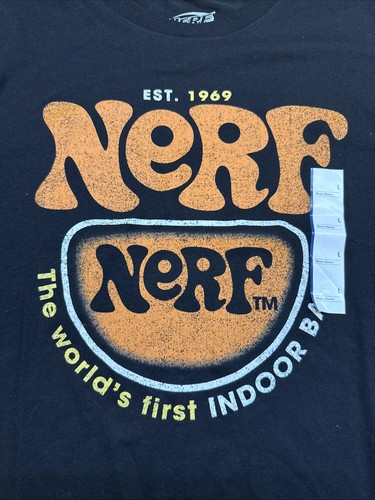 EST. 1969
NeRF
NeRF TM
The world's first INDOOR BA
L
L
L
L